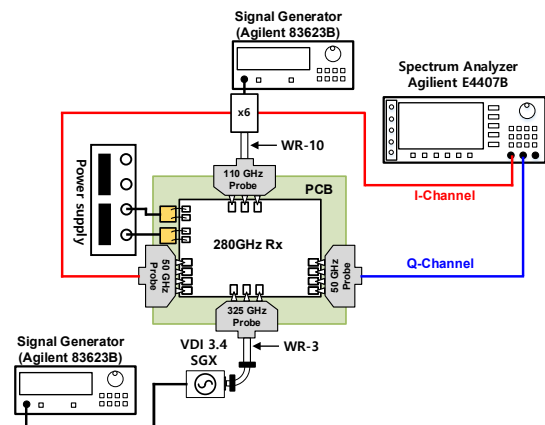 Signal Generator
(Agilent 83623B)
Spectrum Analyzer
Agilient E4407B
x6
WR-10
110 GHz
Probe
PCB
I-Channel
Power supply
280GHz Rx
50 GHz
Probe
50 GHz
Probe
Q-Channel
325 GHz
Probe
Signal Generator
(Agilent 83623B)
VDI 3.4
SGX
WR-3